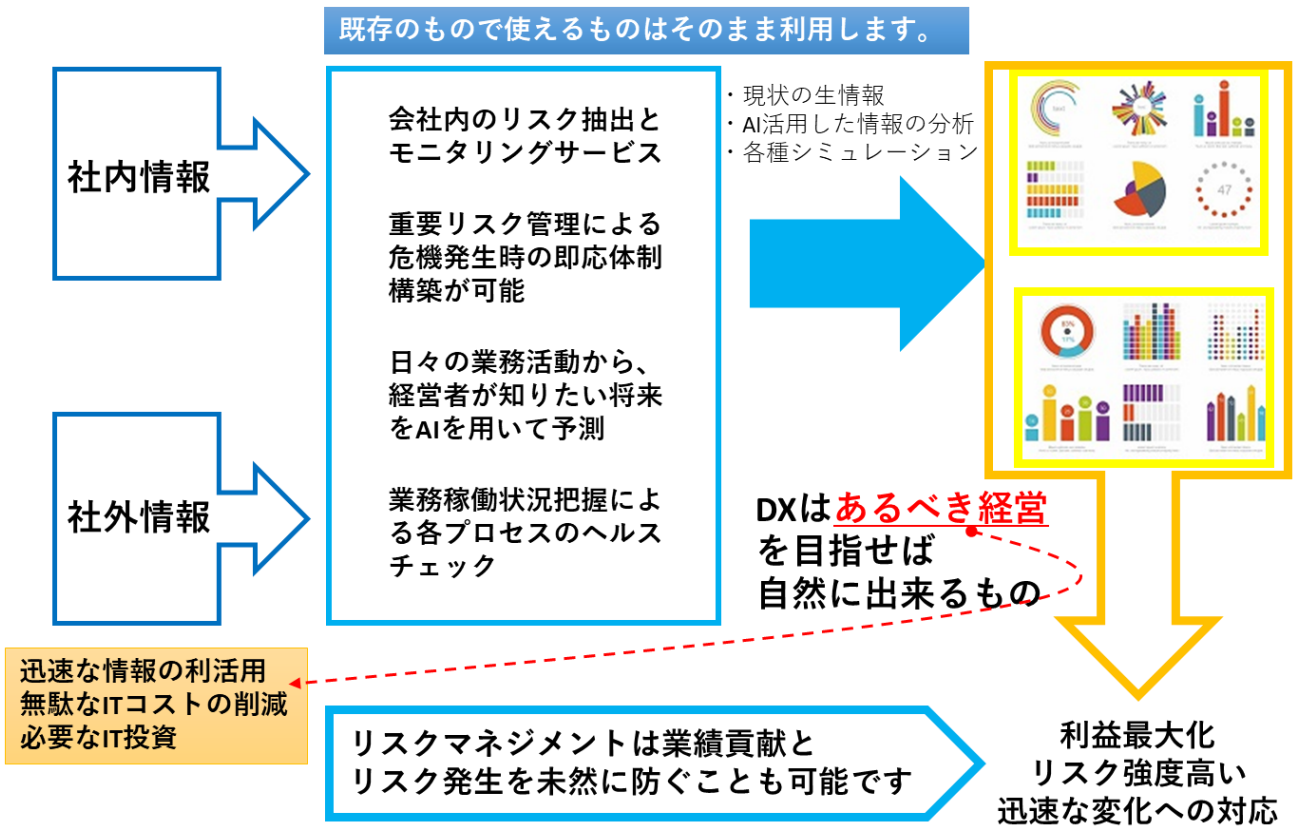 既存のもので使えるものはそのまま利用します。
社内情報
社外情報
会社内のリスク抽出と
モニタリングサービス
重要リスク管理による
危機発生時の即応体制
構築が可能
日々の業務活動から、
経営者が知りたい将来
をAIを用いて予測
業務稼働状況把握によ
る各プロセスのヘルス
チェック
・現状の生情報
・AI活用した情報の分析
・各種シミュレーション
47
83%
17%
DXはあるべき経営
を目指せば
自然に出来るもの
迅速な情報の利活用
無駄なITコストの削減
必要なIT投資
リスクマネジメントは業績貢献と
リスク発生を未然に防ぐことも可能です
利益最大化
リスク強度高い
迅速な変化への対応